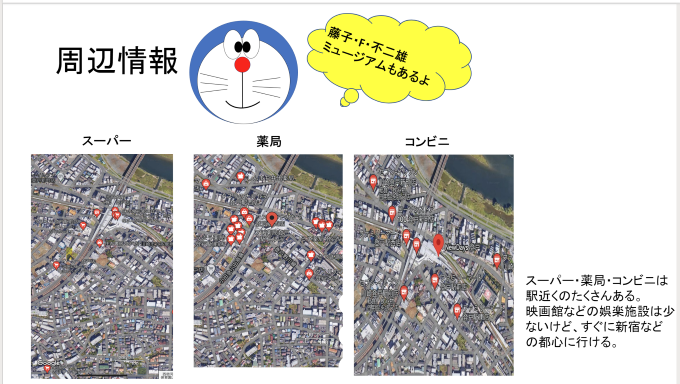 周辺情報
藤子・F・不二雄
ミュージアムもあるよ
スーパー
薬局
コンビニ
スーパー・薬局・コンビニは
駅近くのたくさんある。
映画館などの娯楽施設は少
ないけど、すぐに新宿など
の都心に行ける。